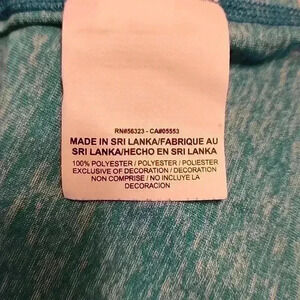 RN#56323 - CA#05553
MADE IN SRI LANKA/FABRIQUE AU
SRI LANKA/HECHO EN SRI LANKA
100% POLYESTER / POLYESTER / POLIESTER
EXCLUSIVE OF DECORATION / DECORATION
NON COMPRISE / NO INCLUYE LA
DECORACION